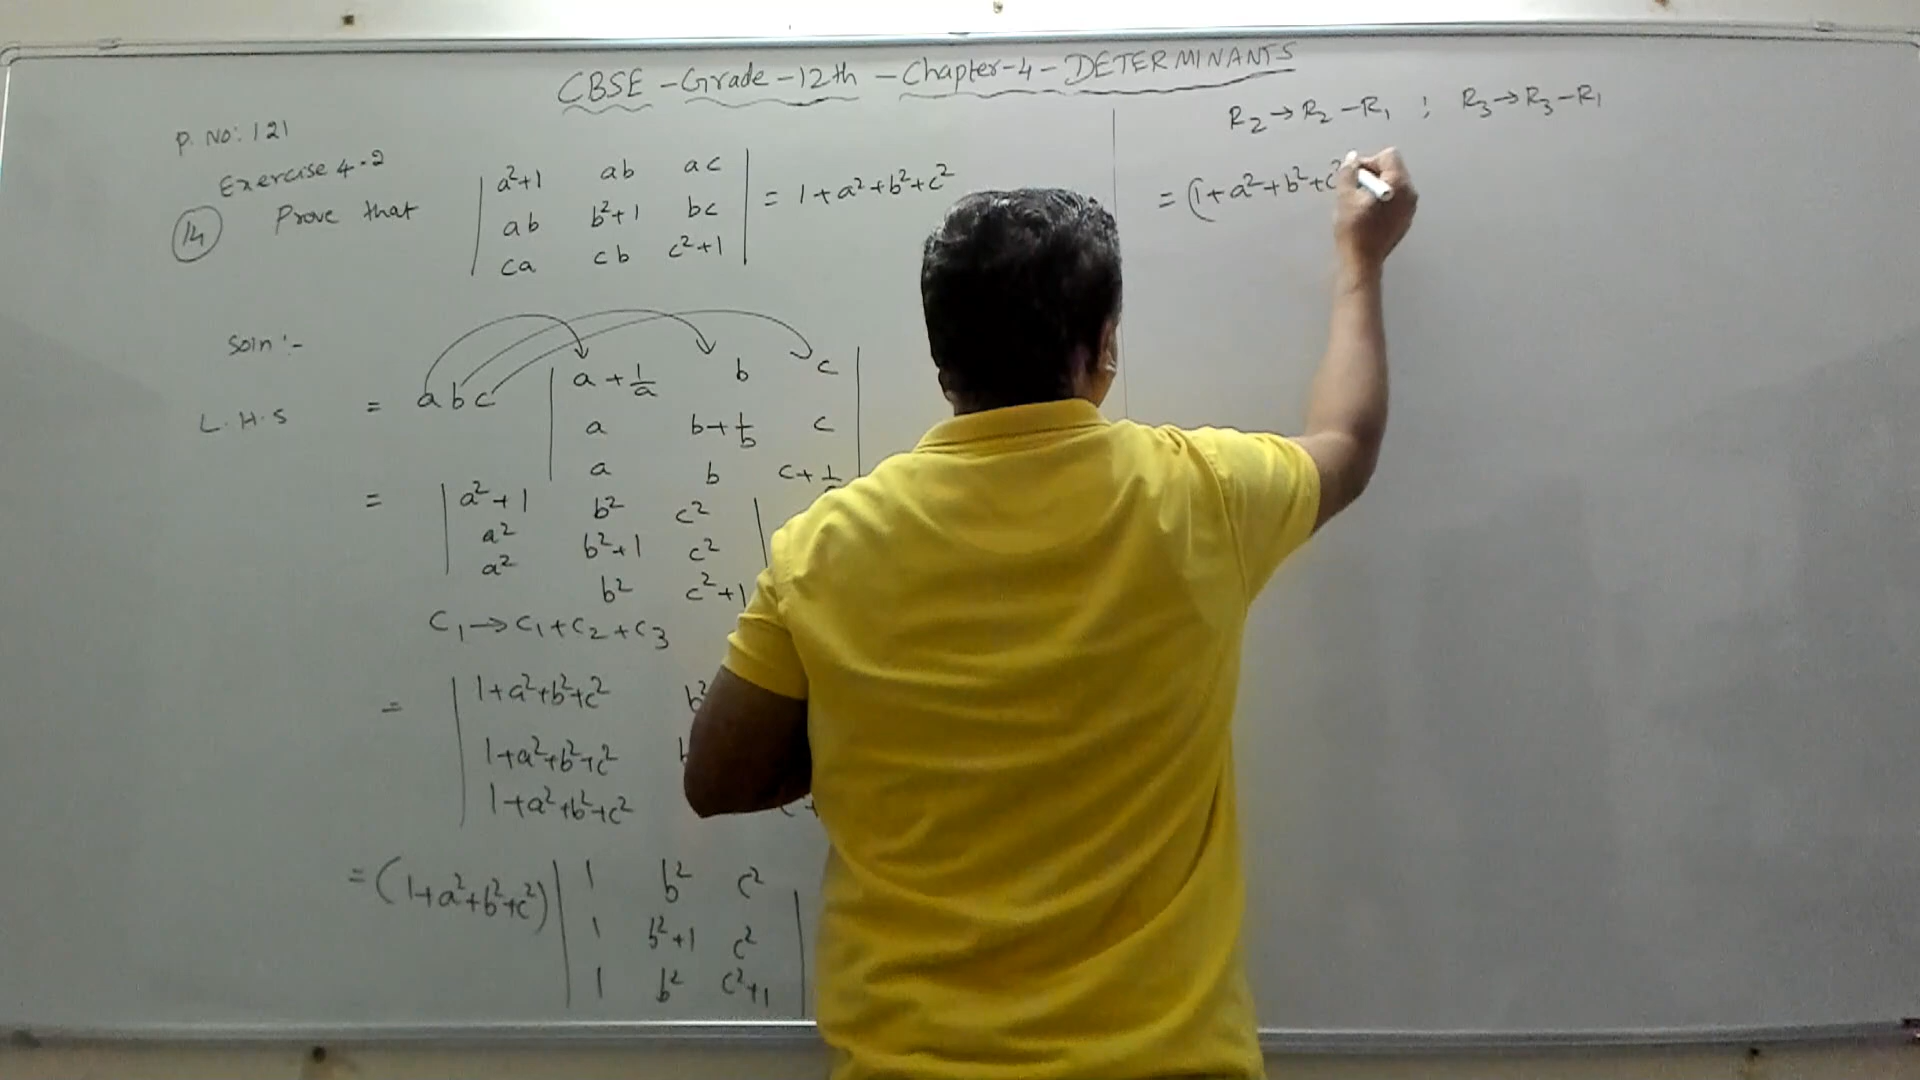 CBSE - Grade - 12th - Chapter-4 - DETERMINANTS
P. No: 121
Exercise 4.2
14 Prove that
| a²+1 ab ac |
| ab b²+1 bc | = 1+a²+b²+c²
| ca cb c²+1 |
Soln:-
L.H.S = abc
| a+1/a b c |
| a b+1/b c |
| a b c+1/
= | a²+1 b² c² |
| a² b²+1 c² |
| a² b² c²+1
C₁→C₁+C₂+C₃
= | 1+a²+b²+c² b²
| 1+a²+b²+c²
| 1+a²+b²+c²
= (1+a²+b²+c²) | 1 b² c² |
| 1 b²+1 c² |
| 1 b² c²+1 |
R₂→R₂-R₁ ; R₃→R₃-R₁
= (1+a²+b²+c²